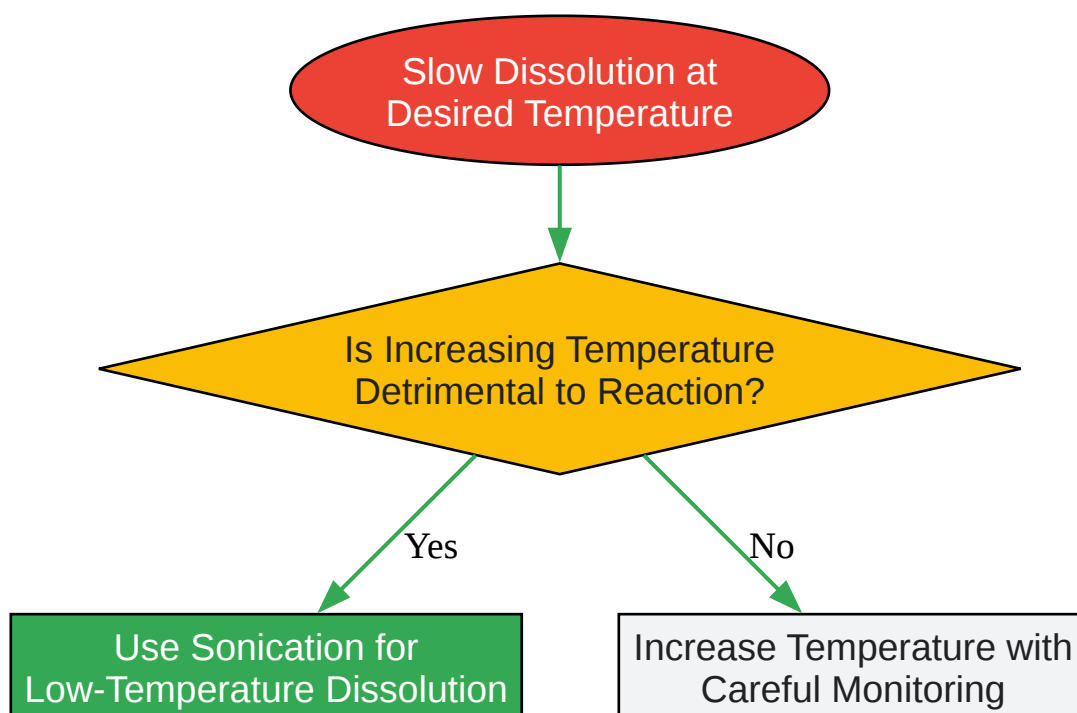 Slow Dissolution at
Desired Temperature
Is Increasing Temperature
Detrimental to Reaction?
Yes
No
Use Sonication for
Low-Temperature Dissolution
Increase Temperature with
Careful Monitoring